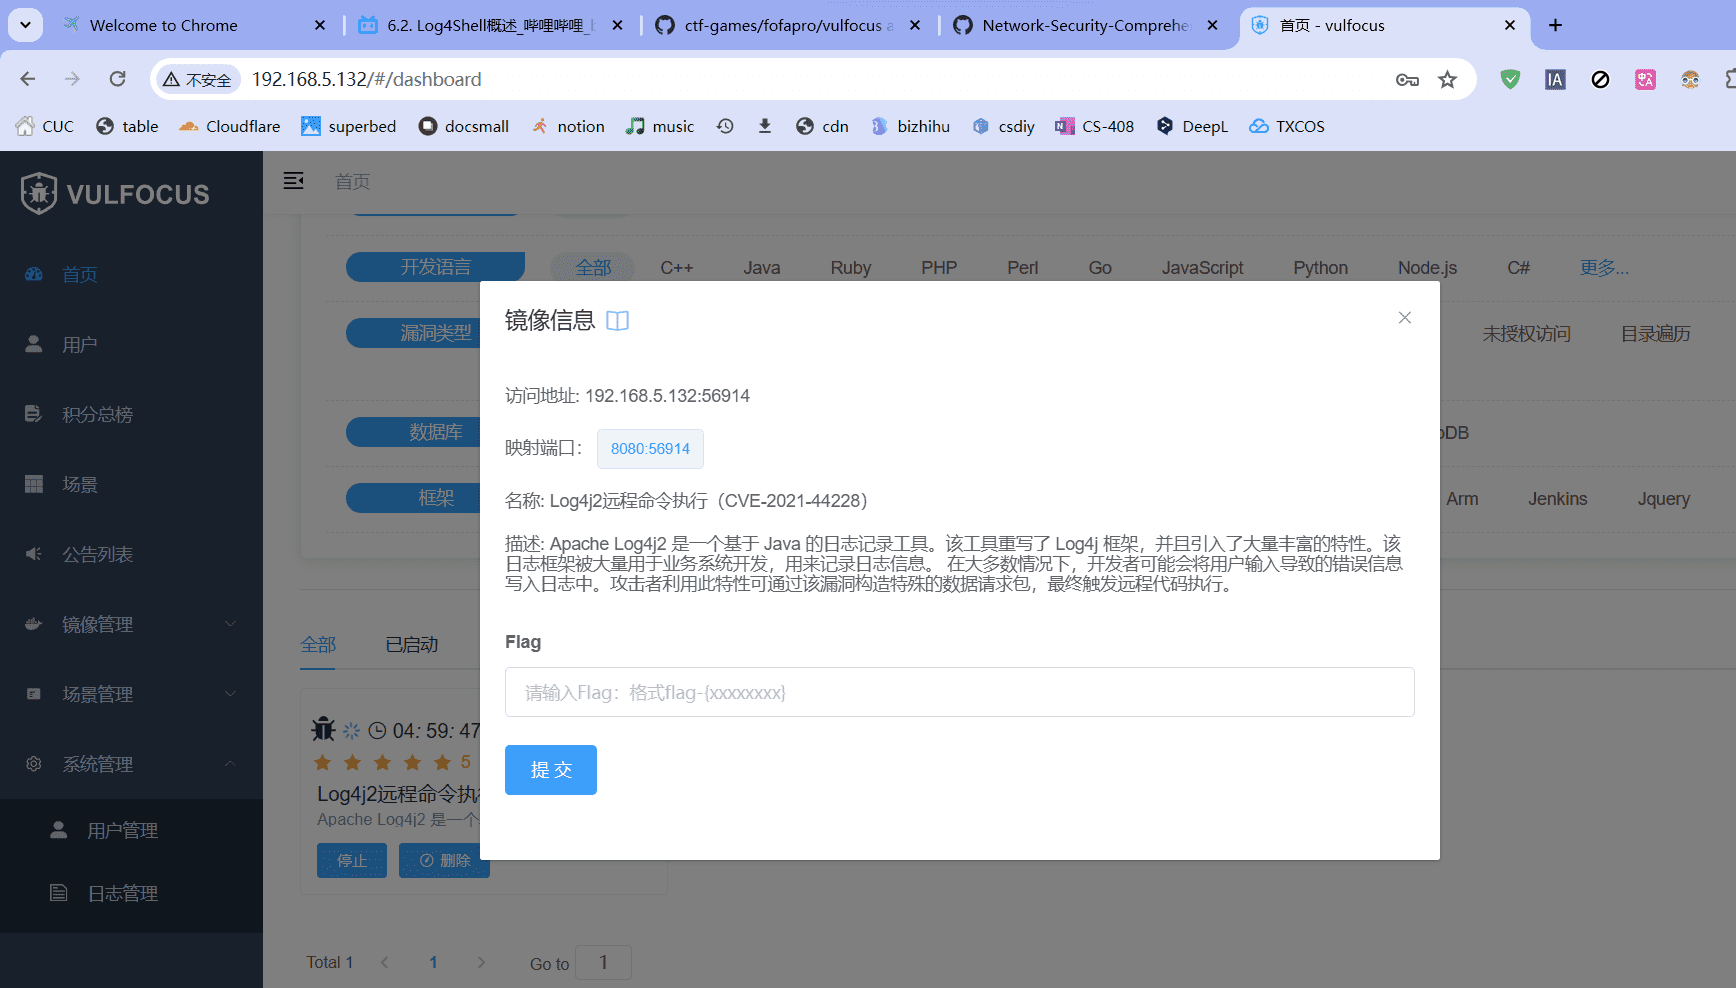 Welcome to Chrome
6.2. Log4Shell概述_哔哩哔哩_b
ctf-games/fofapro/vulfocus a
Network-Security-Comprehe
首页 - vulfocus
不安全
192.168.5.132/#/dashboard
CUC
table
Cloudflare
superbed
docsmall
notion
music
cdn
bizhihu
csdiy
CS-408
DeepL
TXCOS
VULFOCUS
首页
首页
用户
积分总榜
场景
公告列表
镜像管理
场景管理
系统管理
用户管理
日志管理
开发语言 全部 C++ Java Ruby PHP Perl Go JavaScript Python Node.js C# 更多...
漏洞类型 未授权访问 目录遍历
数据库 oDB
框架 Arm Jenkins Jquery
镜像信息
访问地址: 192.168.5.132:56914
映射端口： 8080:56914
名称: Log4j2远程命令执行（CVE-2021-44228）
描述: Apache Log4j2 是一个基于 Java 的日志记录工具。该工具重写了 Log4j 框架，并且引入了大量丰富的特性。该
日志框架被大量用于业务系统开发，用来记录日志信息。 在大多数情况下，开发者可能会将用户输入导致的错误信息
写入日志中。攻击者利用此特性可通过该漏洞构造特殊的数据请求包，最终触发远程代码执行。
Flag
请输入Flag：格式flag-{xxxxxxxx}
提 交
全部 已启动
04: 59: 47
5
Log4j2远程命令执
Apache Log4j2 是一个
停止 删除
Total 1 1 Go to 1